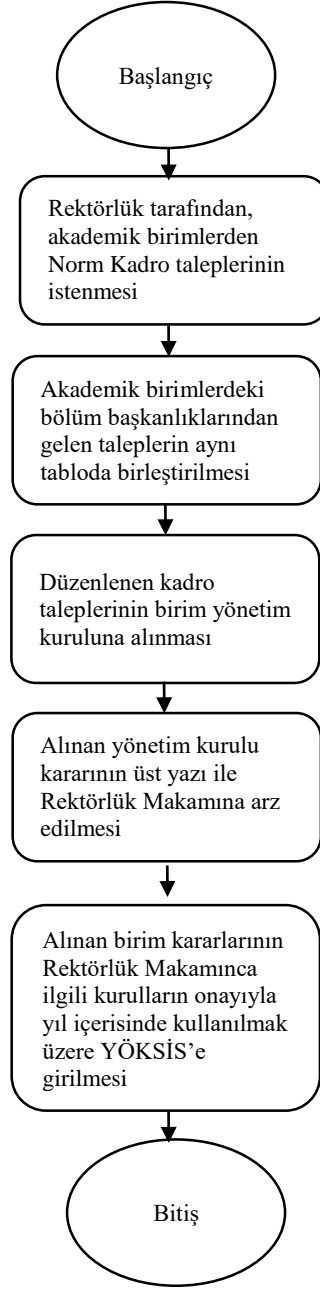 Başlangıç
Rektörlük tarafından,
akademik birimlerden
Norm Kadro taleplerinin
istenmesi
Akademik birimlerdeki
bölüm başkanlıklarından
gelen taleplerin aynı
tabloda birleştirilmesi
Düzenlenen kadro
taleplerinin birim yönetim
kuruluna alınması
Alınan yönetim kurulu
kararının üst yazı ile
Rektörlük Makamına arz
edilmesi
Alınan birim kararlarının
Rektörlük Makamınca
ilgili kurulların onayıyla
yıl içerisinde kullanılmak
üzere YÖKSİS’e
girilmesi
Bitiş